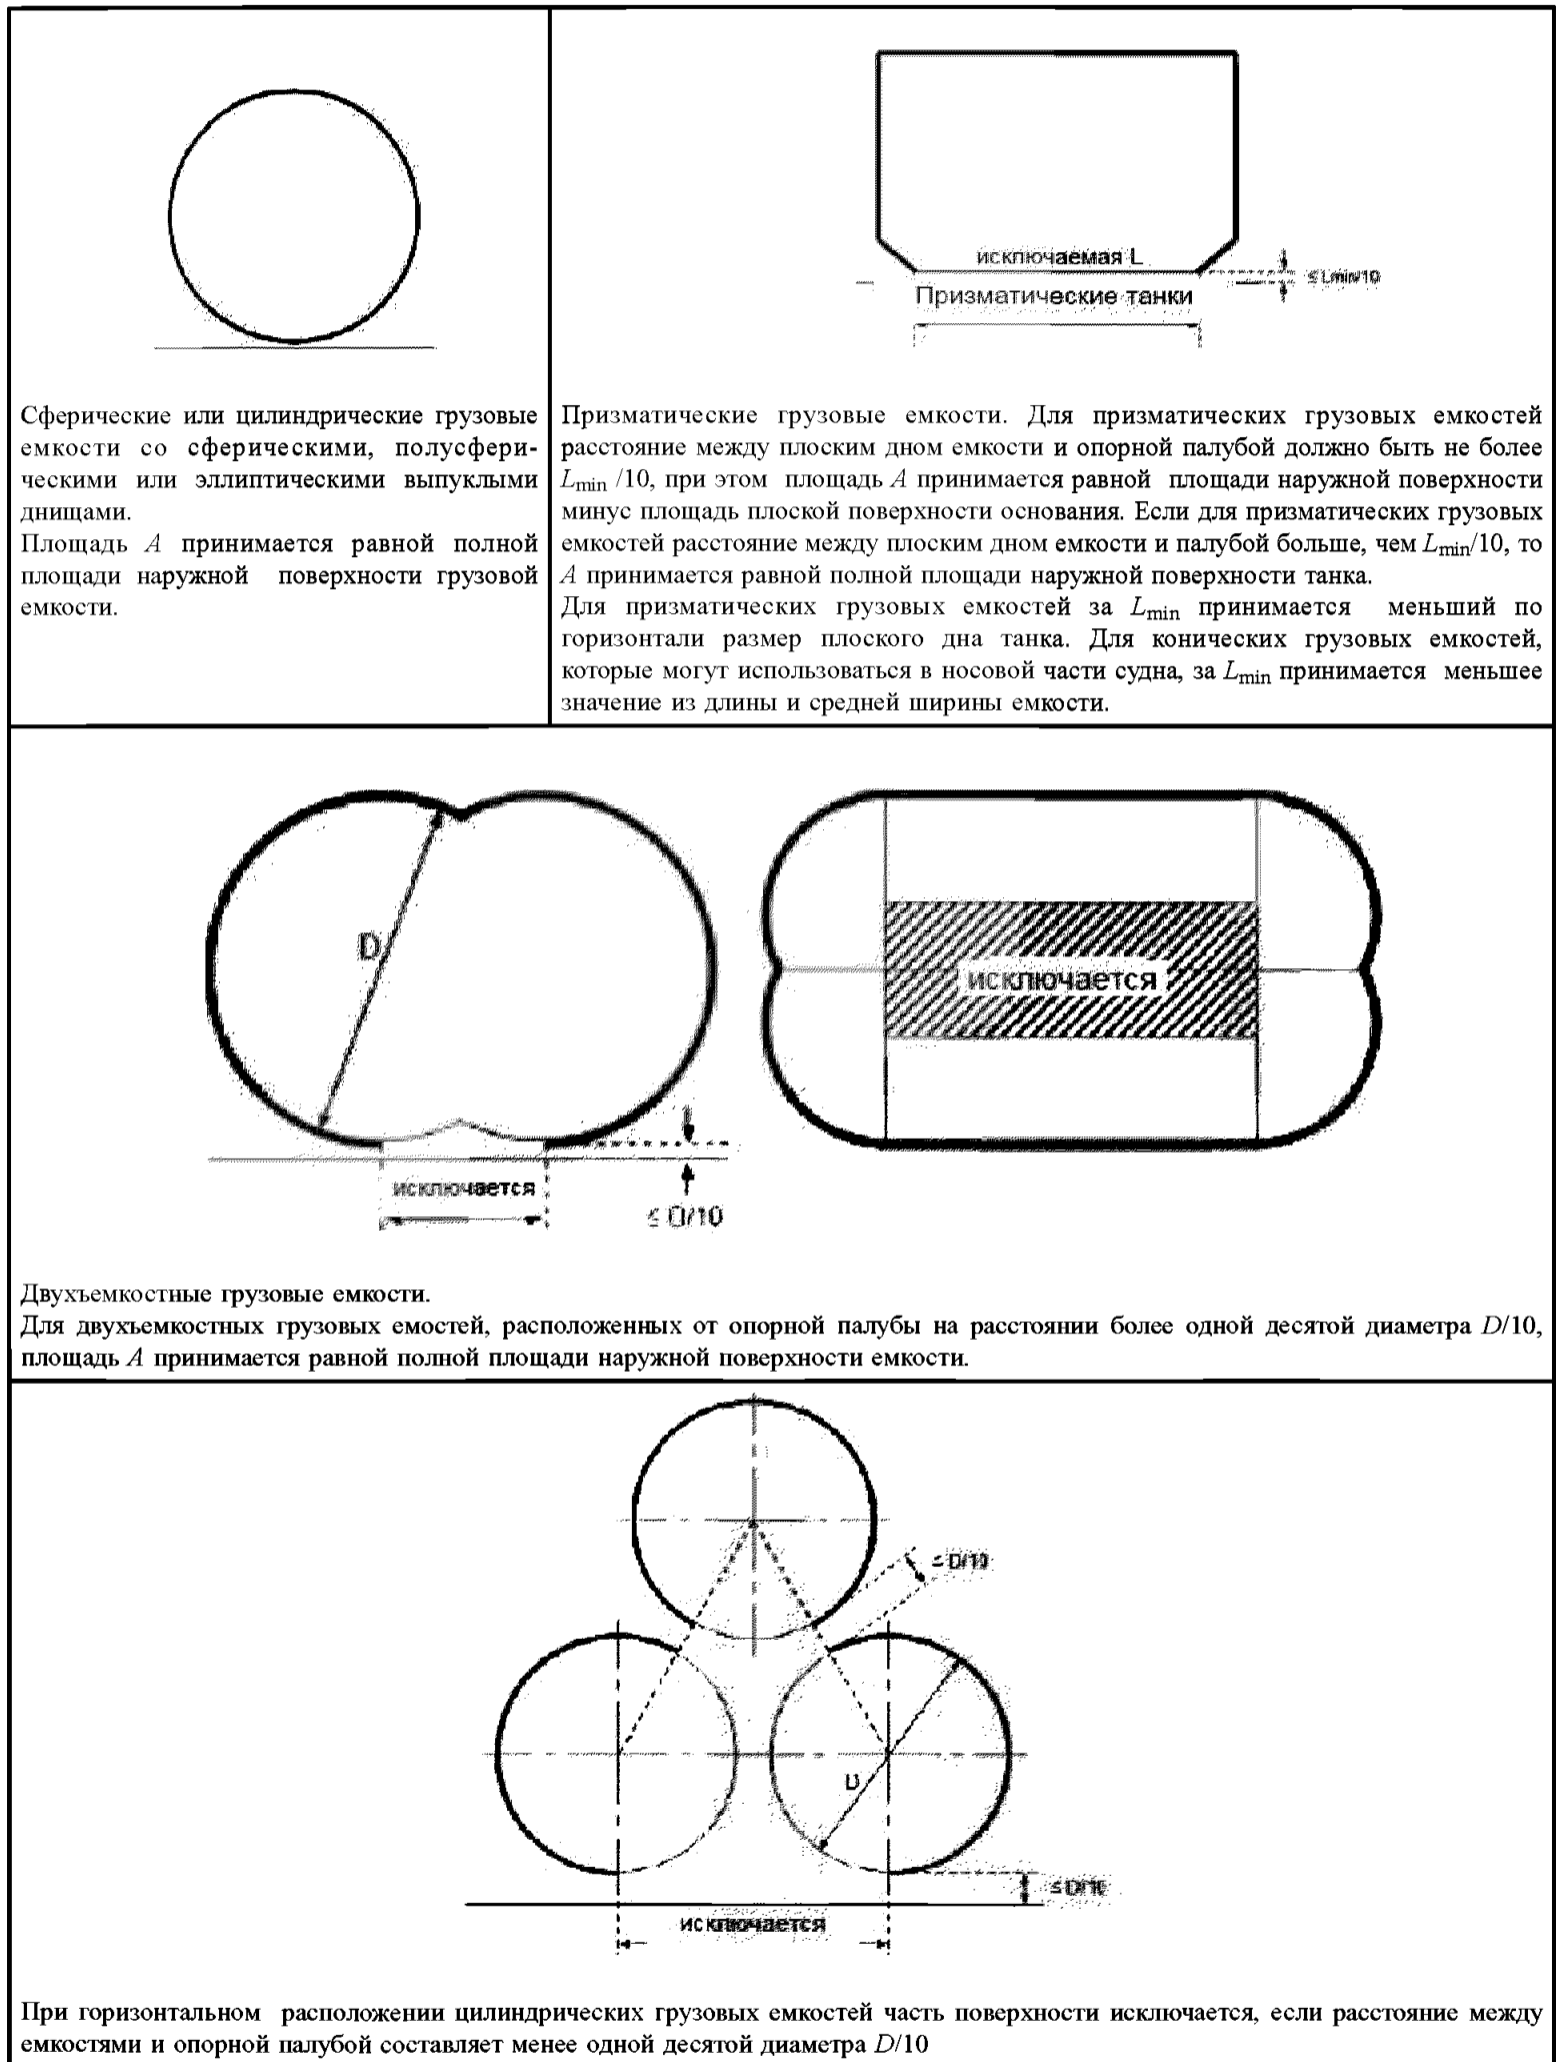 исключаемая L
≤ Lmin/10
Призматические танки
Сферические или цилиндрические грузовые
емкости со сферическими, полусфери-
ческими или эллиптическими выпуклыми
днищами.
Площадь A принимается равной полной
площади наружной поверхности грузовой
емкости.
Призматические грузовые емкости. Для призматических грузовых емкостей
расстояние между плоским дном емкости и опорной палубой должно быть не более
Lmin /10, при этом площадь A принимается равной площади наружной поверхности
минус площадь плоской поверхности основания. Если для призматических грузовых
емкостей расстояние между плоским дном емкости и палубой больше, чем Lmin/10, то
A принимается равной полной площади наружной поверхности танка.
Для призматических грузовых емкостей за Lmin принимается меньший по
горизонтали размер плоского дна танка. Для конических грузовых емкостей,
которые могут использоваться в носовой части судна, за Lmin принимается меньшее
значение из длины и средней ширины емкости.
D
исключается
исключается
≤ D/10
Двухъемкостные грузовые емкости.
Для двухъемкостных грузовых емостей, расположенных от опорной палубы на расстоянии более одной десятой диаметра D/10,
площадь A принимается равной полной площади наружной поверхности емкости.
≤ D/10
D
≤ D/10
исключается
При горизонтальном расположении цилиндрических грузовых емкостей часть поверхности исключается, если расстояние между
емкостями и опорной палубой составляет менее одной десятой диаметра D/10